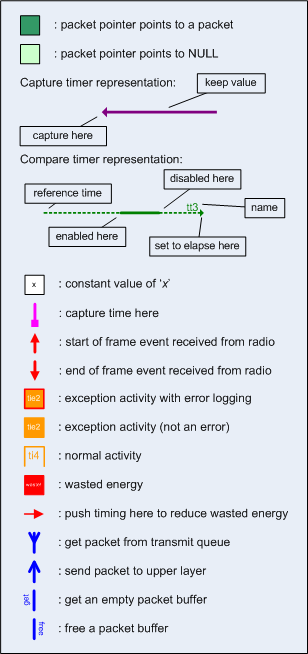 : packet pointer points to a packet
: packet pointer points to NULL
Capture timer representation:
keep value
capture here
Compare timer representation:
disabled here
reference time
tt3
name
enabled here
set to elapse here
x : constant value of 'x'
: capture time here
: start of frame event received from radio
: end of frame event received from radio
tie2 : exception activity with error logging
tie2 : exception activity (not an error)
ti4 : normal activity
: wasted energy
: push timing here to reduce wasted energy
: get packet from transmit queue
: send packet to upper layer
get : get an empty packet buffer
free : free a packet buffer